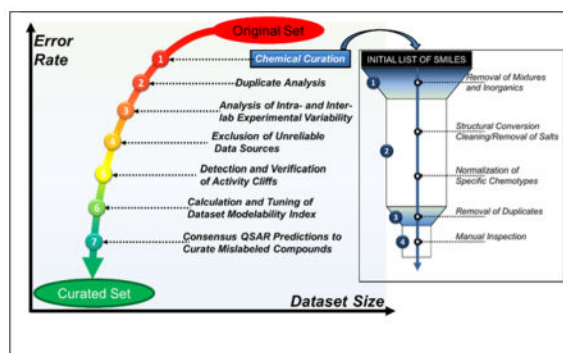 Error
Rate
Original Set
1
Chemical Curation
2
Duplicate Analysis
3
Analysis of Intra- and Inter-
lab Experimental Variability
4
Exclusion of Unreliable
Data Sources
5
Detection and Verification
of Activity Cliffs
6
Calculation and Tuning of
Dataset Modelability Index
7
Consensus QSAR Predictions to
Curate Mislabeled Compounds
Curated Set
Dataset Size
INITIAL LIST OF SMILES
1
Removal of Mixtures
and Inorganics
2
Structural Conversion
Cleaning/Removal of Salts
Normalization of
Specific Chemotypes
3
Removal of Duplicates
4
Manual Inspection